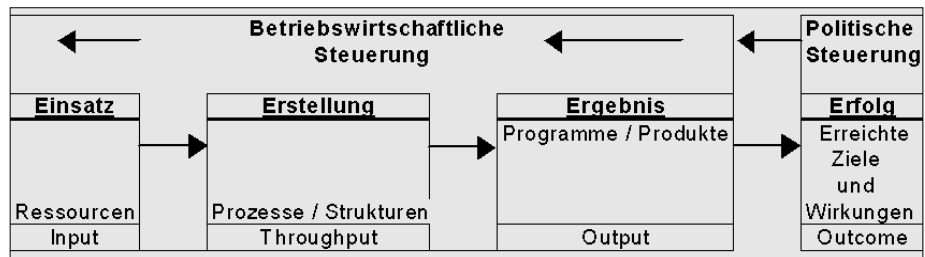 Betriebswirtschaftliche
Steuerung
Politische
Steuerung
Einsatz
Erstellung
Ergebnis
Erfolg
Programme / Produkte
Erreichte
Ziele
und
Wirkungen
Ressourcen
Prozesse / Strukturen
Input
Throughput
Output
Outcome